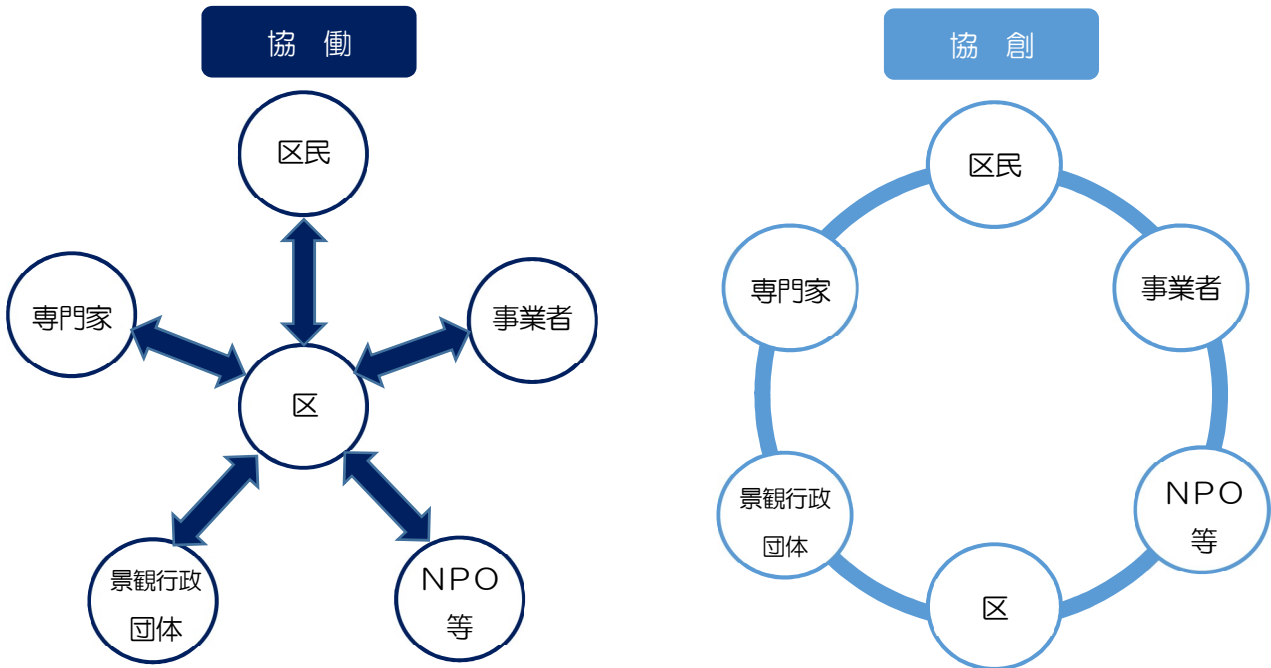 協 働
区民
専門家
事業者
区
景観行政
団体
NPO
等
協 創
区民
専門家
事業者
景観行政
団体
NPO
等
区